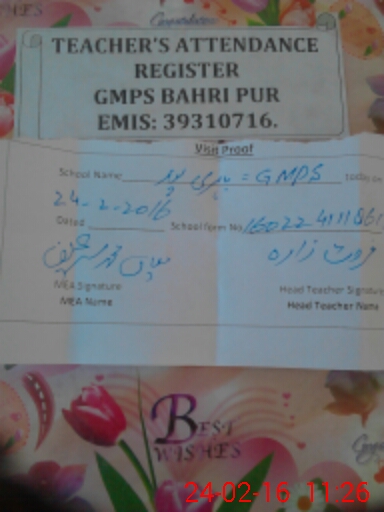 TEACHER'S ATTENDANCE
REGISTER
GMPS BAHRI PUR
EMIS: 39310716.
Visit Proof
School Name بحری پور = GMPS today on
24-2-2016
Dated School form No
MEA Signature Head Teacher Signature
MEA Name Head Teacher Name
BEST
WISHES
24-02-16 11:26